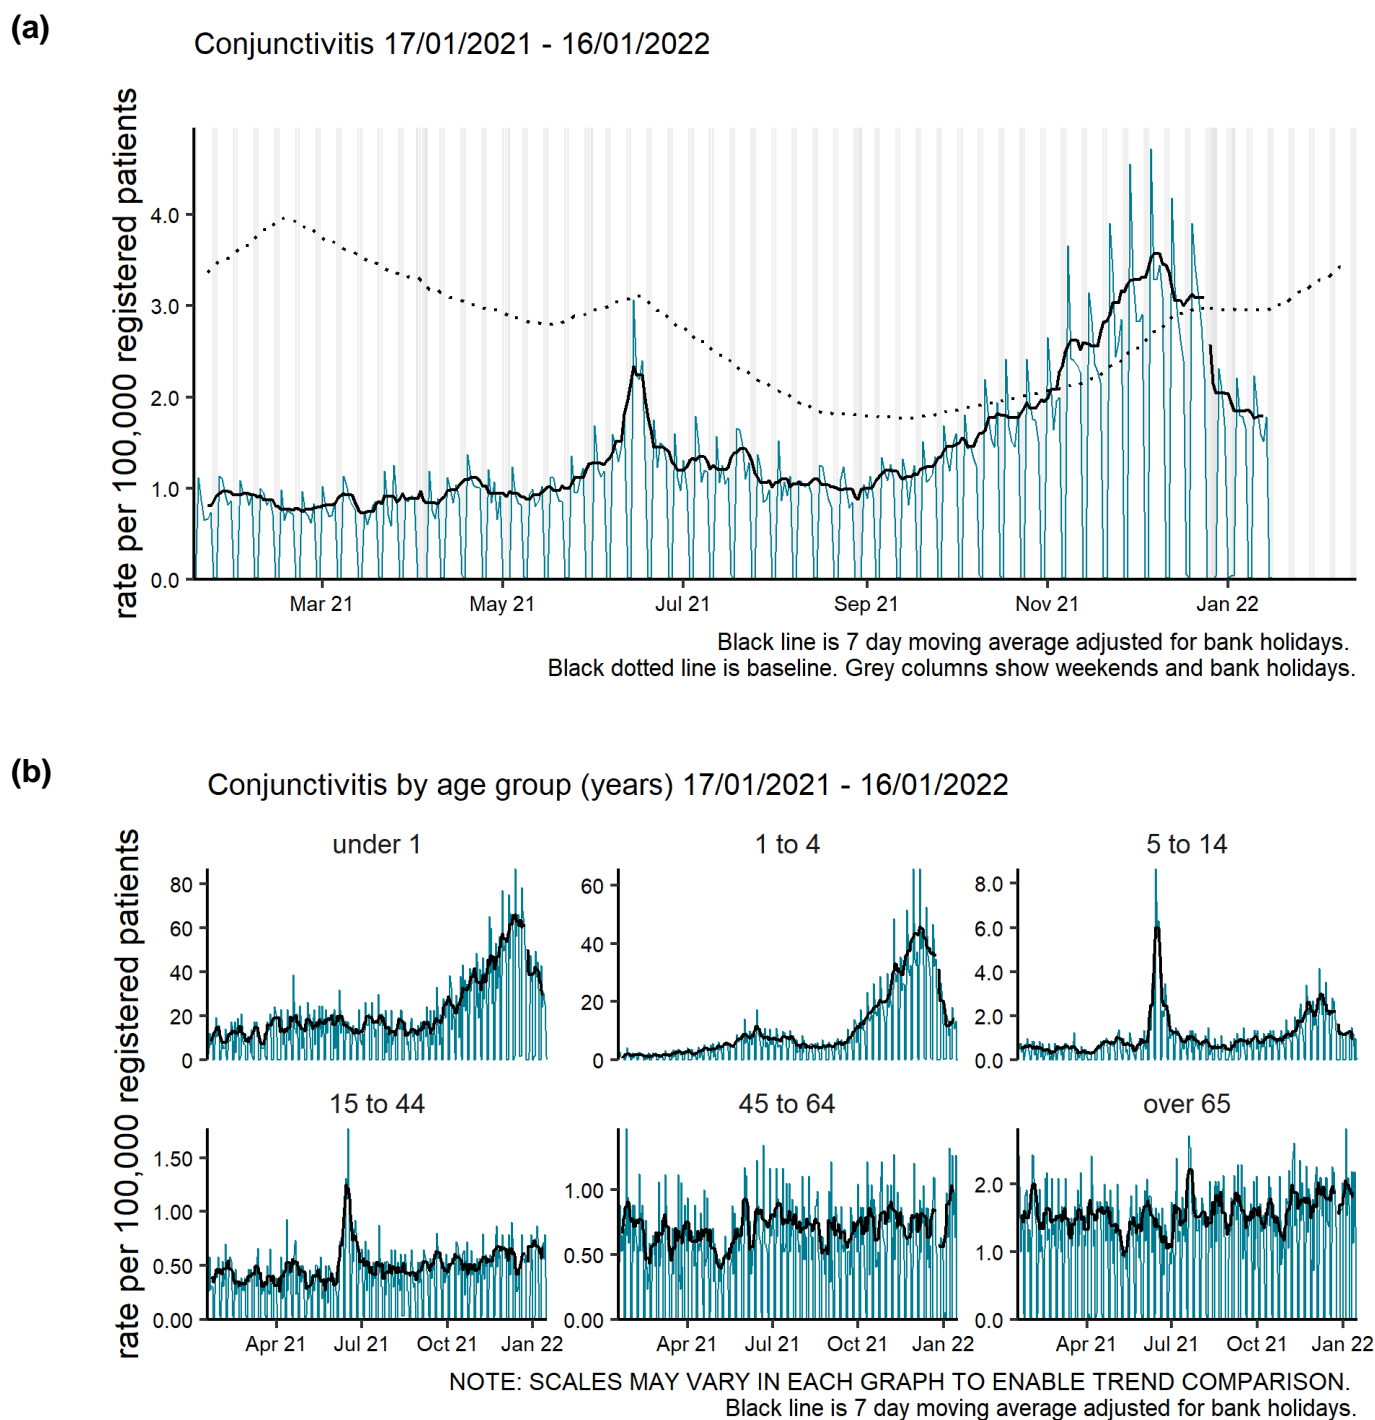 (a)
Conjunctivitis 17/01/2021 - 16/01/2022
rate per 100,000 registered patients
4.0
3.0
2.0
1.0
0.0
Mar 21 May 21 Jul 21 Sep 21 Nov 21 Jan 22
Black line is 7 day moving average adjusted for bank holidays.
Black dotted line is baseline. Grey columns show weekends and bank holidays.
(b)
Conjunctivitis by age group (years) 17/01/2021 - 16/01/2022
rate per 100,000 registered patients
under 1
80
60
40
20
0
1 to 4
60
40
20
0
5 to 14
8.0
6.0
4.0
2.0
0.0
15 to 44
1.50
1.00
0.50
0.00
Apr 21 Jul 21 Oct 21 Jan 22
45 to 64
1.00
0.50
0.00
Apr 21 Jul 21 Oct 21 Jan 22
over 65
2.0
1.0
0.0
Apr 21 Jul 21 Oct 21 Jan 22
NOTE: SCALES MAY VARY IN EACH GRAPH TO ENABLE TREND COMPARISON.
Black line is 7 day moving average adjusted for bank holidays.